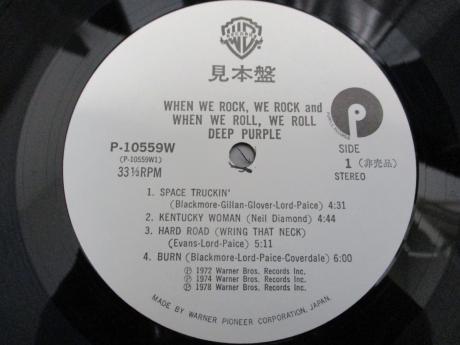 WB
見本盤
WHEN WE ROCK, WE ROCK and
WHEN WE ROLL, WE ROLL
DEEP PURPLE
P-10559W
(P-10559W1)
33⅓RPM
SIDE
1 (非売品)
STEREO
1. SPACE TRUCKIN'
(Blackmore-Gillan-Glover-Lord-Paice) 4:31
2. KENTUCKY WOMAN (Neil Diamond) 4:44
3. HARD ROAD (WRING THAT NECK)
(Evans-Lord-Paice) 5:11
4. BURN (Blackmore-Lord-Paice-Coverdale) 6:00
Ⓟ 1972 Warner Bros. Records Inc.
Ⓟ 1974 Warner Bros. Records Inc.
Ⓟ 1978 Warner Bros. Records Inc.
MADE BY WARNER PIONEER CORPORATION, JAPAN.